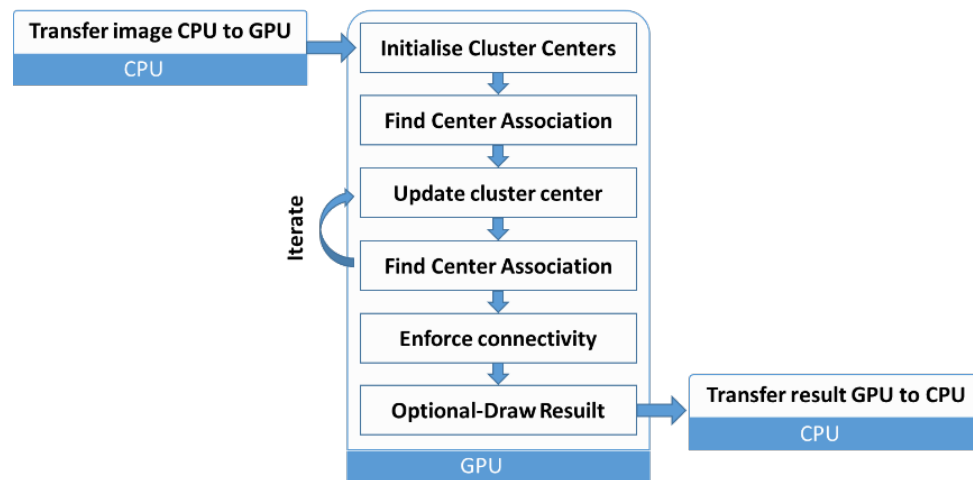 Transfer image CPU to GPU
CPU
Initialise Cluster Centers
Find Center Association
Update cluster center
Iterate
Find Center Association
Enforce connectivity
Optional-Draw Resuilt
GPU
Transfer result GPU to CPU
CPU